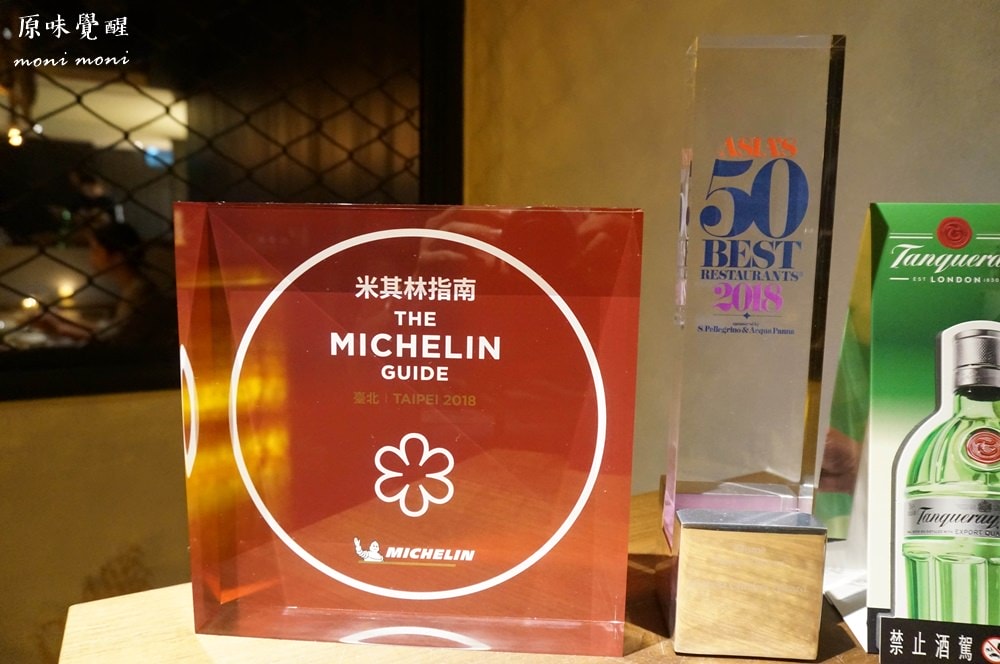 原味覺醒
moni moni
米其林指南
THE
MICHELIN
GUIDE
臺北 | TAIPEI 2018
MICHELIN
ASIA'S
50
BEST
RESTAURANTS
2018
S.Pellegrino & Acqua Panna
LONDON
Tanqueray
禁止酒駕